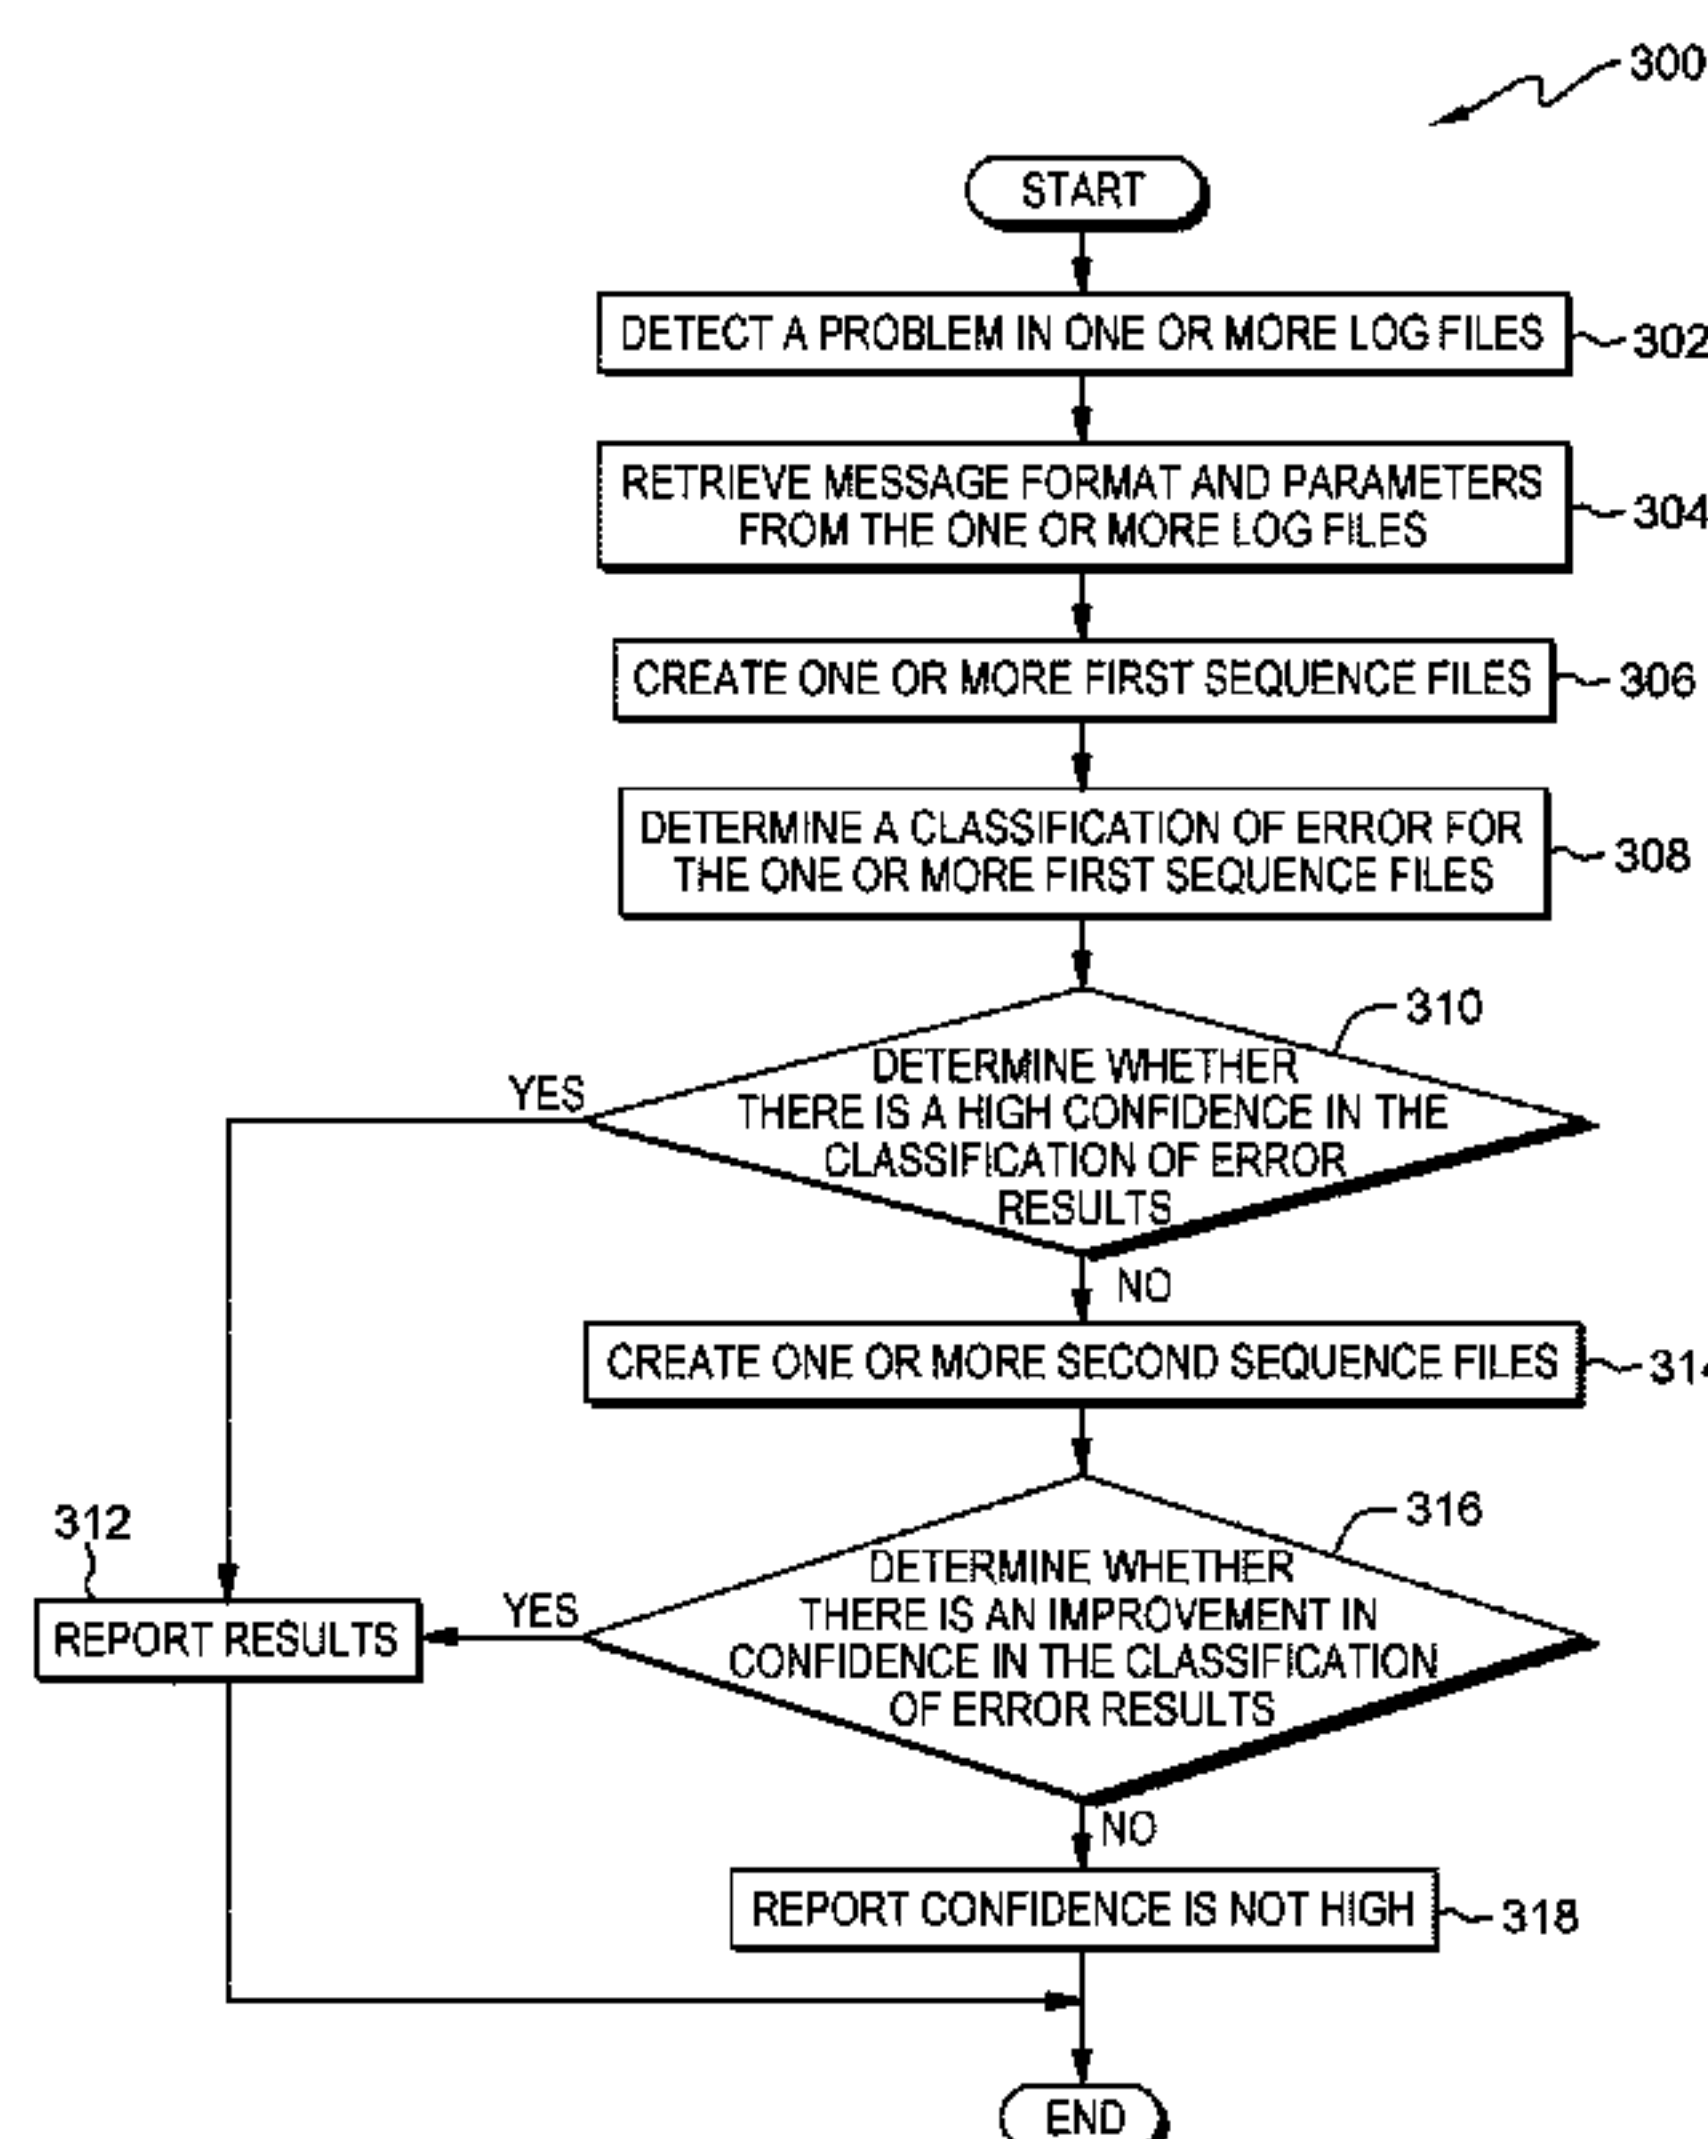 300
START
DETECT A PROBLEM IN ONE OR MORE LOG FILES
302
RETRIEVE MESSAGE FORMAT AND PARAMETERS
FROM THE ONE OR MORE LOG FILES
304
CREATE ONE OR MORE FIRST SEQUENCE FILES
306
DETERMINE A CLASSIFICATION OF ERROR FOR
THE ONE OR MORE FIRST SEQUENCE FILES
308
310
DETERMINE WHETHER
THERE IS A HIGH CONFIDENCE IN THE
CLASSIFICATION OF ERROR
RESULTS
YES
NO
CREATE ONE OR MORE SECOND SEQUENCE FILES
314
316
DETERMINE WHETHER
THERE IS AN IMPROVEMENT IN
CONFIDENCE IN THE CLASSIFICATION
OF ERROR RESULTS
YES
312
REPORT RESULTS
NO
REPORT CONFIDENCE IS NOT HIGH
318
END